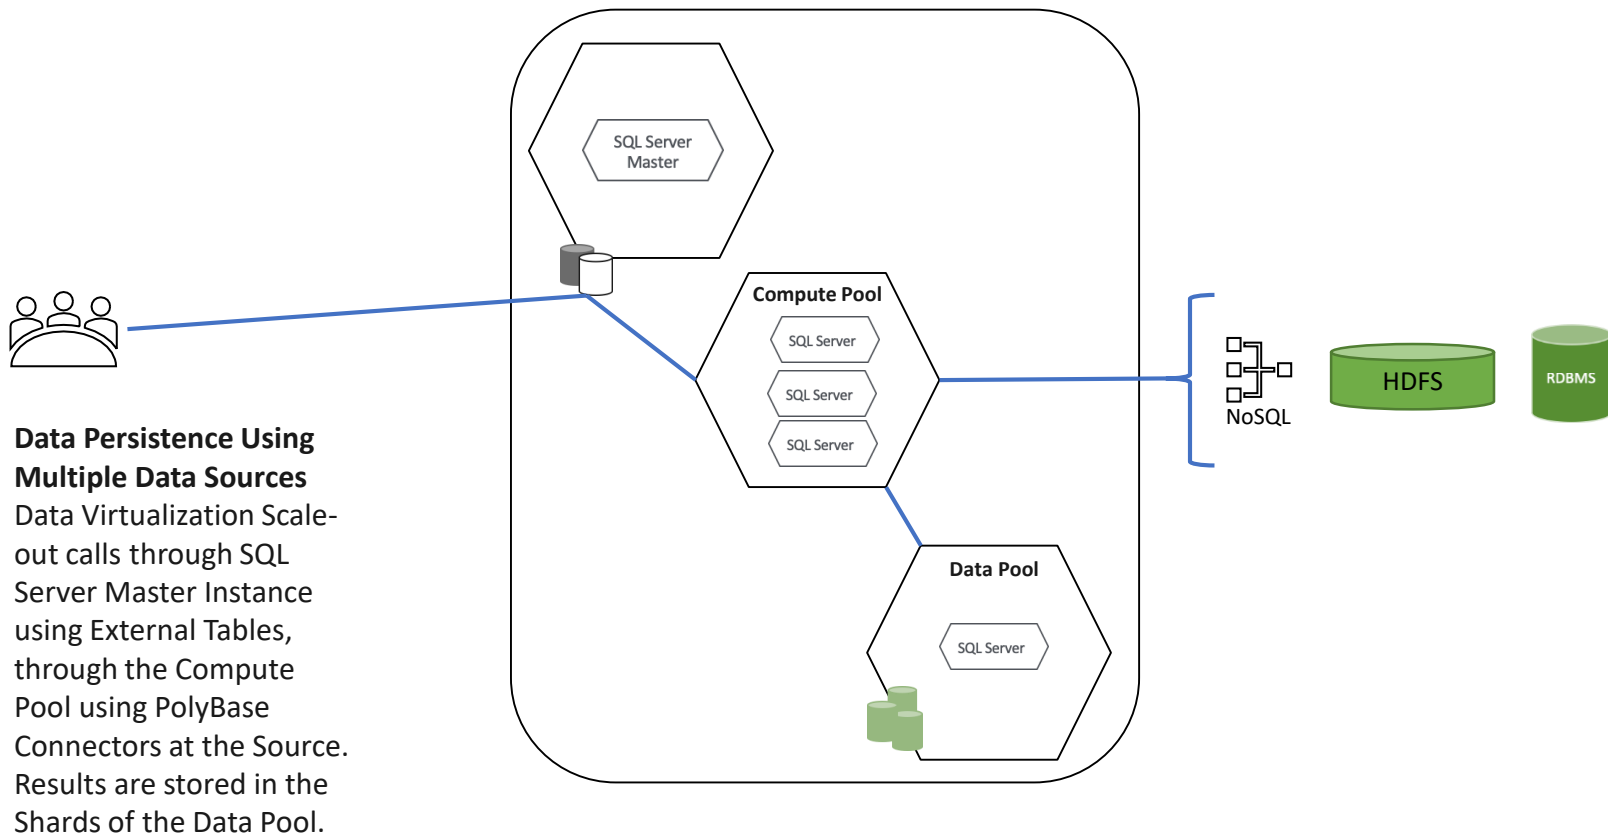 SQL Server
Master
Compute Pool
SQL Server
SQL Server
SQL Server
NoSQL
HDFS
RDBMS
Data Persistence Using
Multiple Data Sources
Data Virtualization Scale-
out calls through SQL
Server Master Instance
using External Tables,
through the Compute
Pool using PolyBase
Connectors at the Source.
Results are stored in the
Shards of the Data Pool.
Data Pool
SQL Server